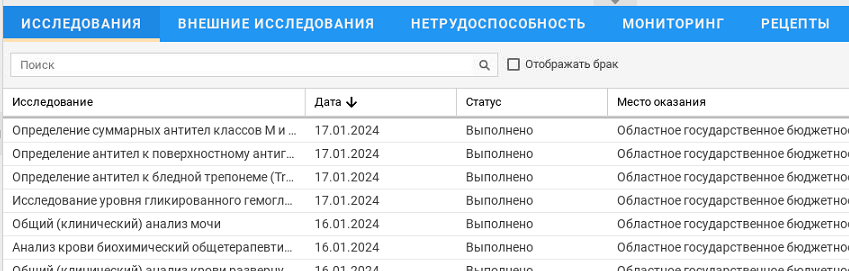 ИССЛЕДОВАНИЯ ВНЕШНИЕ ИССЛЕДОВАНИЯ НЕТРУДОСПОСОБНОСТЬ МОНИТОРИНГ РЕЦЕПТЫ
Поиск Отображать брак
Исследование Дата Статус Место оказания
Определение суммарных антител классов M и ... 17.01.2024 Выполнено Областное государственное бюджетно
Определение антител к поверхностному антиг... 17.01.2024 Выполнено Областное государственное бюджетно
Определение антител к бледной трепонеме (Tr... 17.01.2024 Выполнено Областное государственное бюджетно
Исследование уровня гликированного гемогл... 17.01.2024 Выполнено Областное государственное бюджетно
Общий (клинический) анализ мочи 16.01.2024 Выполнено Областное государственное бюджетно
Анализ крови биохимический общетерапевти... 16.01.2024 Выполнено Областное государственное бюджетно
Общий (клинический) анализ крови разверну... 16.01.2024 Выполнено Областное государственное бюджетно